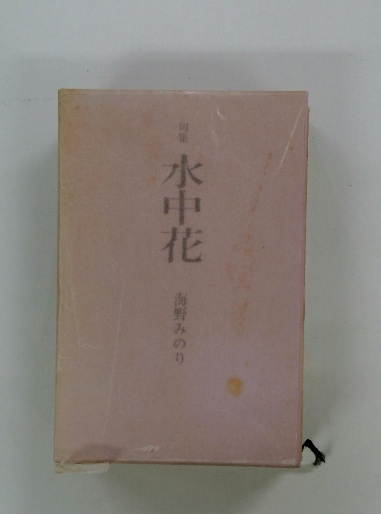 句集
水中花
海野みのり